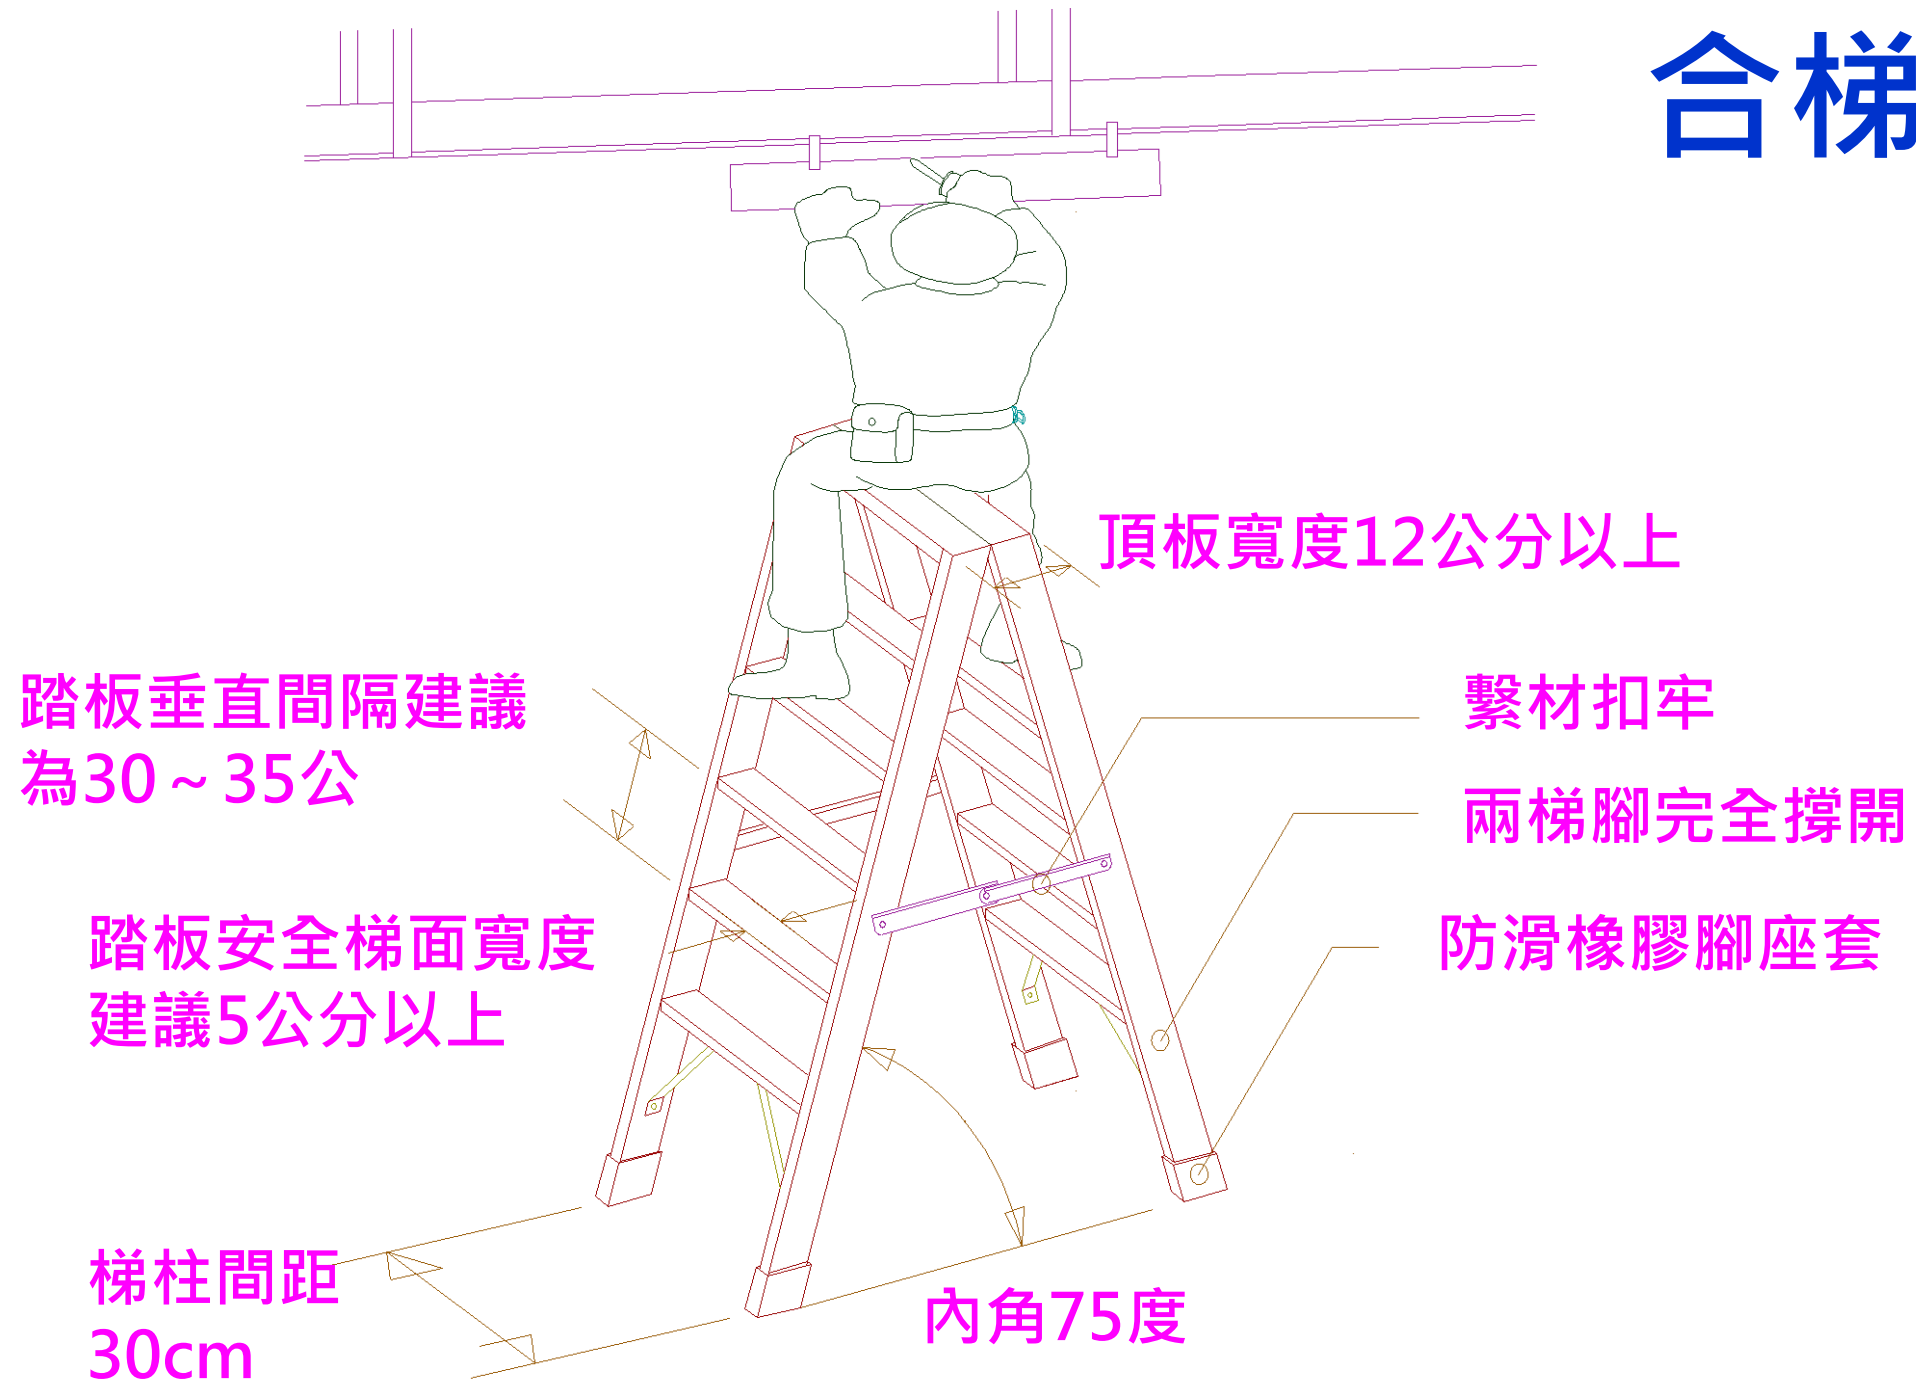 合梯
頂板寬度12公分以上
踏板垂直間隔建議
為30～35公
繫材扣牢
兩梯腳完全撐開
踏板安全梯面寬度
建議5公分以上
防滑橡膠腳座套
梯柱間距
30cm
內角75度